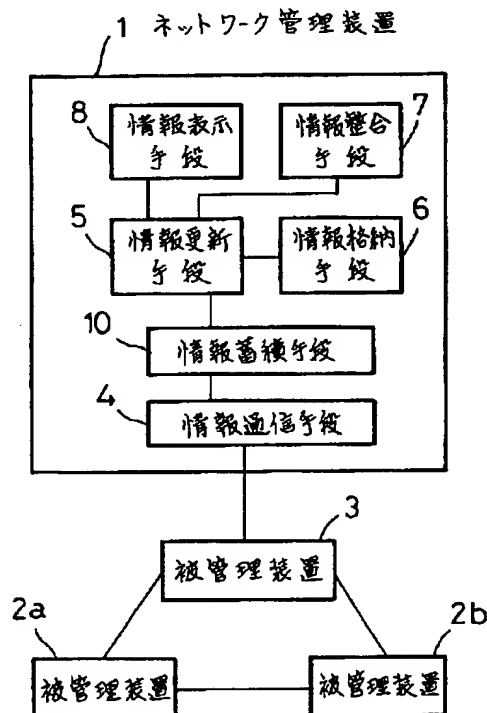 1 ネットワーク管理装置
8
情報表示
手段
7
情報整合
手段
5
情報更新
手段
6
情報格納
手段
10
情報蓄積手段
4
情報通信手段
3
被管理装置
2a
被管理装置
2b
被管理装置